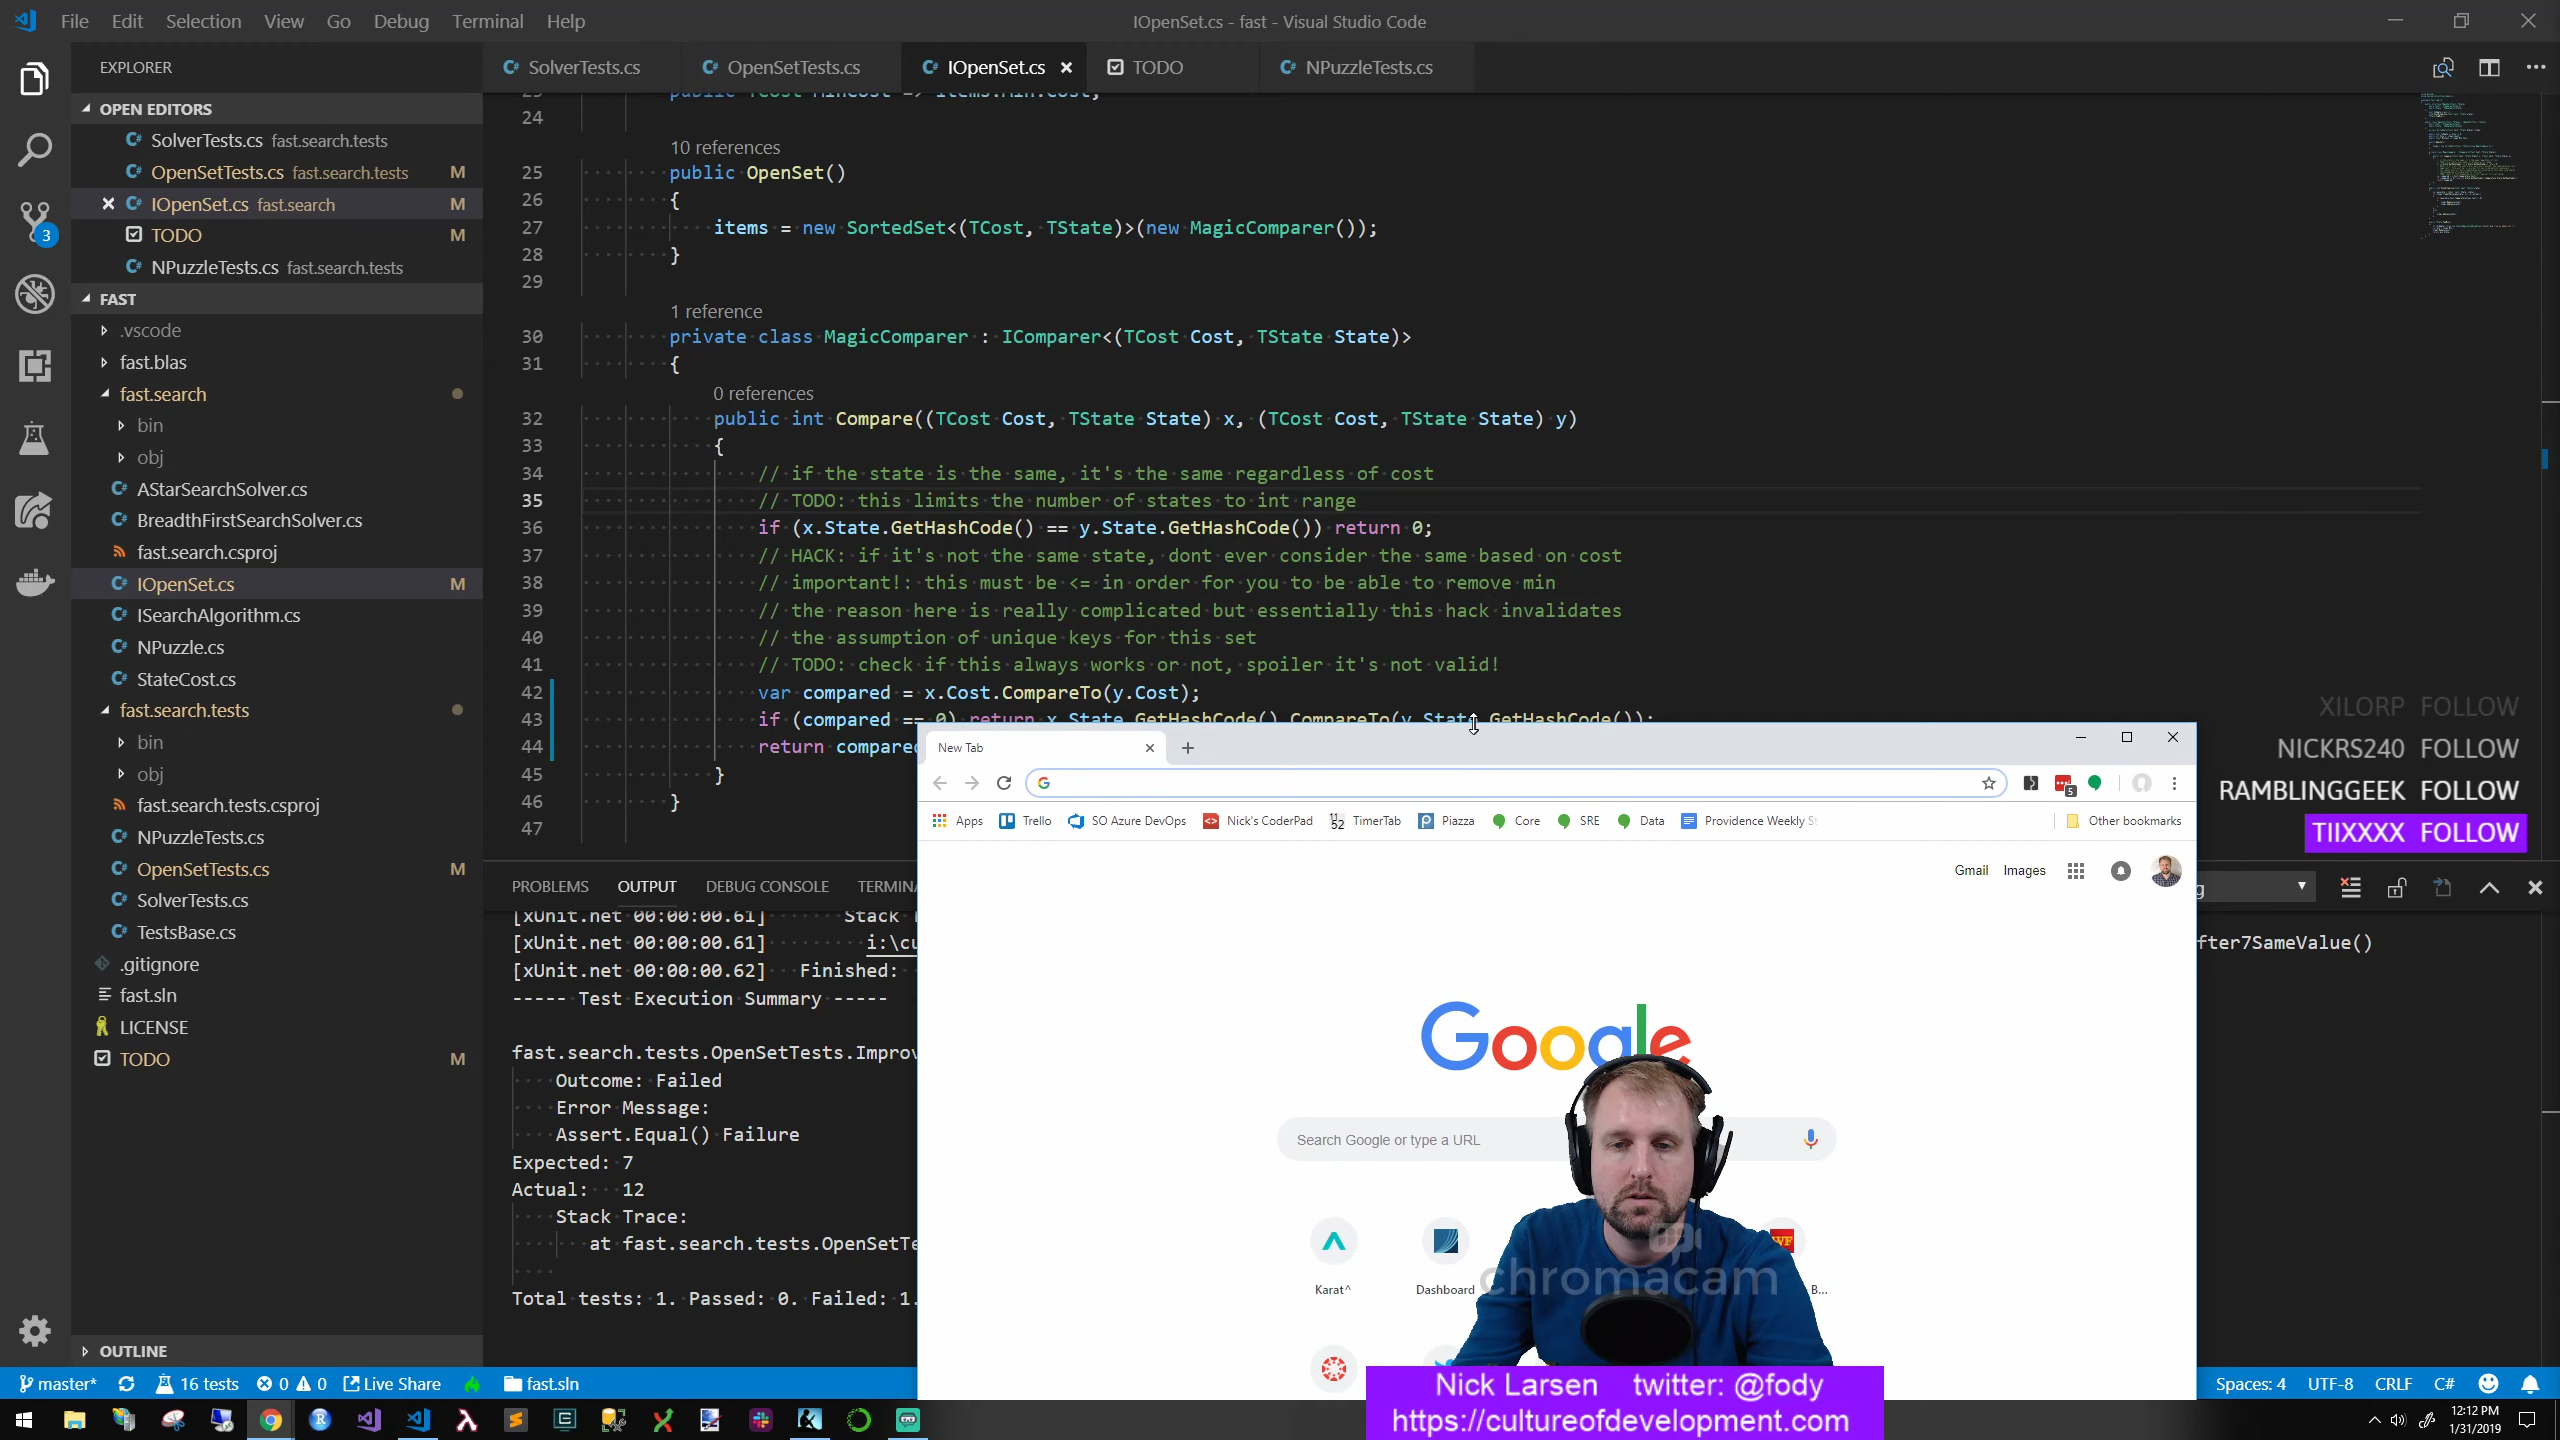 File Edit Selection View Go Debug Terminal Help
IOpenSet.cs - fast - Visual Studio Code
EXPLORER
OPEN EDITORS
SolverTests.cs fast.search.tests
OpenSetTests.cs fast.search.tests M
IOpenSet.cs fast.search M
TODO M
NPuzzleTests.cs fast.search.tests
3
FAST
.vscode
fast.blas
fast.search
bin
obj
AStarSearchSolver.cs
BreadthFirstSearchSolver.cs
fast.search.csproj
IOpenSet.cs M
ISearchAlgorithm.cs
NPuzzle.cs
StateCost.cs
fast.search.tests
bin
obj
fast.search.tests.csproj
NPuzzleTests.cs
OpenSetTests.cs M
SolverTests.cs
TestsBase.cs
.gitignore
fast.sln
LICENSE
TODO M
OUTLINE
SolverTests.cs OpenSetTests.cs IOpenSet.cs TODO NPuzzleTests.cs
24
10 references
25 public OpenSet()
26 {
27 items = new SortedSet<(TCost, TState)>(new MagicComparer());
28 }
29
1 reference
30 private class MagicComparer : IComparer<(TCost Cost, TState State)>
31 {
0 references
32 public int Compare((TCost Cost, TState State) x, (TCost Cost, TState State) y)
33 {
34 // if the state is the same, it's the same regardless of cost
35 // TODO: this limits the number of states to int range
36 if (x.State.GetHashCode() == y.State.GetHashCode()) return 0;
37 // HACK: if it's not the same state, dont ever consider the same based on cost
38 // important!: this must be <= in order for you to be able to remove min
39 // the reason here is really complicated but essentially this hack invalidates
40 // the assumption of unique keys for this set
41 // TODO: check if this always works or not, spoiler it's not valid!
42 var compared = x.Cost.CompareTo(y.Cost);
43 if (compared == 0) return x.State.GetHashCode().CompareTo(y.State.GetHashCode());
44 return compared
45 }
46 }
47
PROBLEMS OUTPUT DEBUG CONSOLE TERMIN
[xUnit.net 00:00:00.61] Stack
[xUnit.net 00:00:00.61] i:\cu
fter7SameValue()
[xUnit.net 00:00:00.62] Finished:
----- Test Execution Summary -----
fast.search.tests.OpenSetTests.Improv
Outcome: Failed
Error Message:
Assert.Equal() Failure
Expected: 7
Actual: 12
Stack Trace:
at fast.search.tests.OpenSetTe
Total tests: 1. Passed: 0. Failed: 1.
New Tab
Apps Trello SO Azure DevOps Nick's CoderPad TimerTab Piazza Core SRE Data Providence Weekly Other bookmarks
Gmail Images
Google
Search Google or type a URL
Karat^ Dashboard B...
WF
chromacam
XILORP FOLLOW
NICKRS240 FOLLOW
RAMBLINGGEEK FOLLOW
TIIXXXX FOLLOW
Nick Larsen twitter: @fody
https://cultureofdevelopment.com
master* 16 tests 0 0 Live Share fast.sln
Spaces: 4 UTF-8 CRLF C#
12:12 PM
1/31/2019